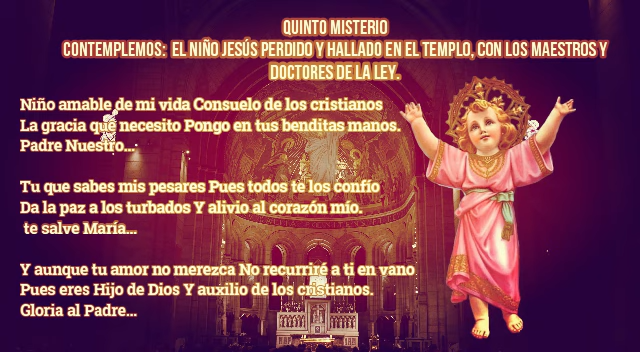 QUINTO MISTERIO
CONTEMPLEMOS: EL NIÑO JESÚS PERDIDO Y HALLADO EN EL TEMPLO, CON LOS MAESTROS Y
DOCTORES DE LA LEY.
Niño amable de mi vida Consuelo de los cristianos
La gracia que necesito Pongo en tus benditas manos.
Padre Nuestro...
Tu que sabes mis pesares Pues todos te los confío
Da la paz a los turbados Y alivio al corazón mío.
te salve María...
Y aunque tu amor no merezca No recurriré a ti en vano
Pues eres Hijo de Dios Y auxilio de los cristianos.
Gloria al Padre...